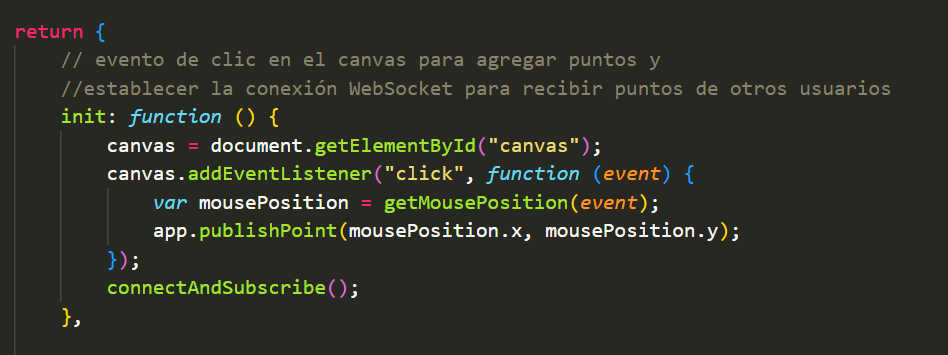 return {
// evento de clic en el canvas para agregar puntos y
//establecer la conexión WebSocket para recibir puntos de otros usuarios
init: function () {
canvas = document.getElementById("canvas");
canvas.addEventListener("click", function (event) {
var mousePosition = getMousePosition(event);
app.publishPoint(mousePosition.x, mousePosition.y);
});
connectAndSubscribe();
},